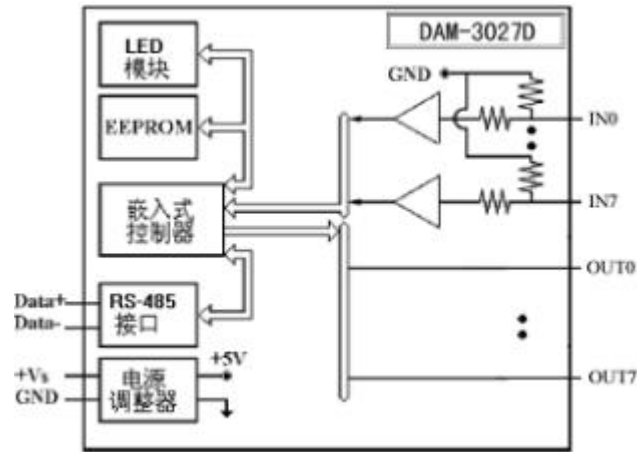 DAM-3027D
LED
模块
GND
EEPROM
IN0
嵌入式
控制器
IN7
OUT0
Data+
Data-
RS-485
接口
+Vs
GND
电源
调整器
+5V
OUT7